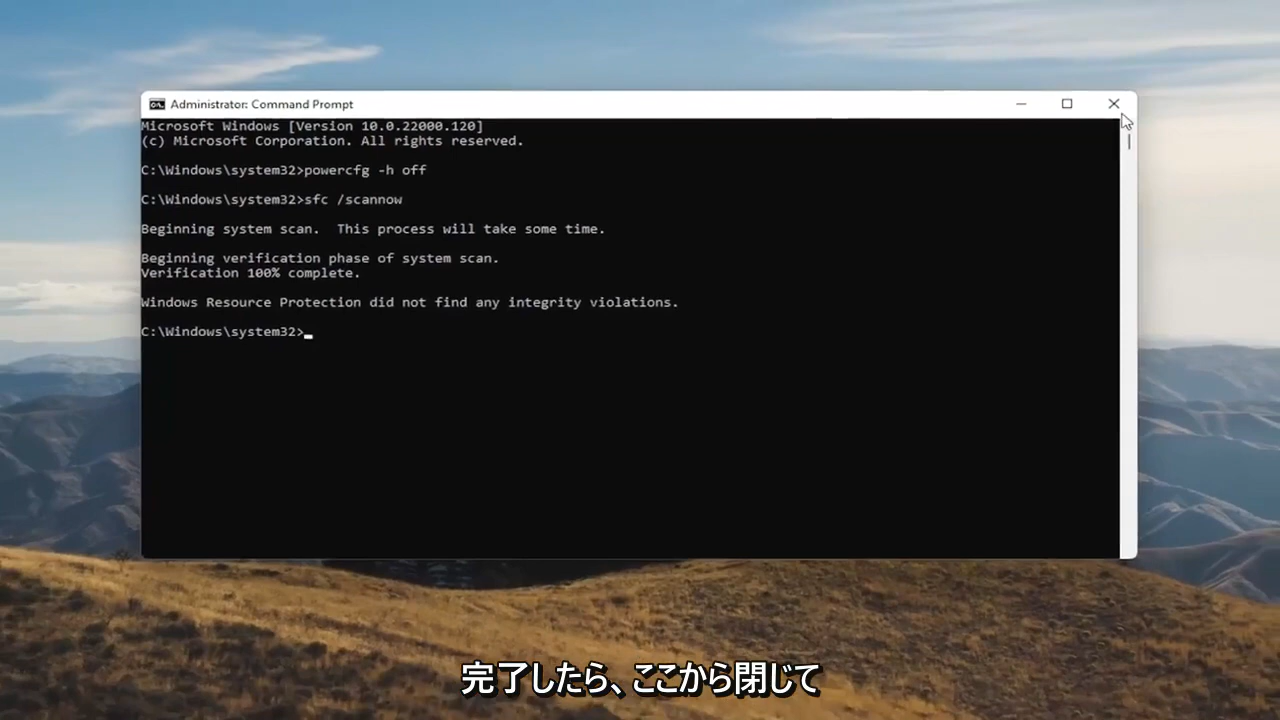 Administrator: Command Prompt
Microsoft Windows [Version 10.0.22000.120]
(c) Microsoft Corporation. All rights reserved.
C:\Windows\system32>powercfg -h off
C:\Windows\system32>sfc /scannow
Beginning system scan.  This process will take some time.
Beginning verification phase of system scan.
Verification 100% complete.
Windows Resource Protection did not find any integrity violations.
C:\Windows\system32>
完了したら、ここから閉じて